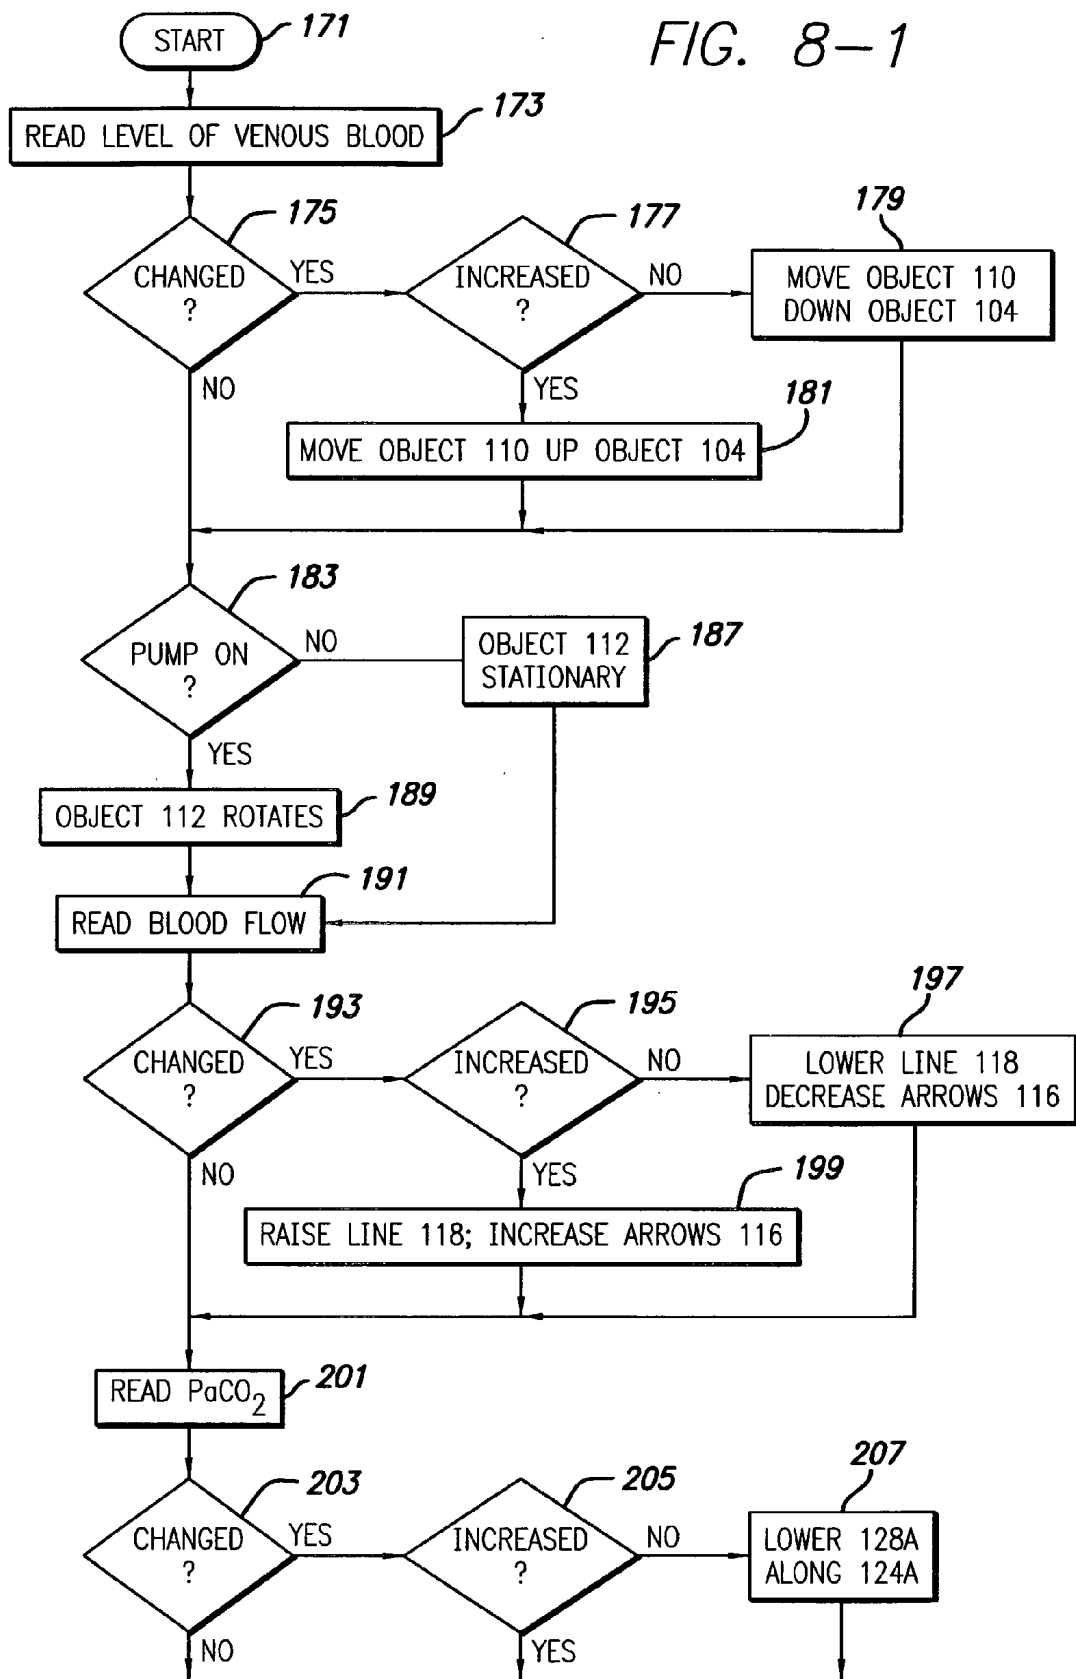 FIG. 8-1
START
171
READ LEVEL OF VENOUS BLOOD
173
CHANGED
?
175
YES
NO
INCREASED
?
177
NO
YES
MOVE OBJECT 110
DOWN OBJECT 104
179
MOVE OBJECT 110 UP OBJECT 104
181
PUMP ON
?
183
NO
YES
OBJECT 112
STATIONARY
187
OBJECT 112 ROTATES
189
READ BLOOD FLOW
191
CHANGED
?
193
YES
NO
INCREASED
?
195
NO
YES
LOWER LINE 118
DECREASE ARROWS 116
197
RAISE LINE 118; INCREASE ARROWS 116
199
READ PaCO₂
201
CHANGED
?
203
YES
NO
INCREASED
?
205
NO
YES
LOWER 128A
ALONG 124A
207